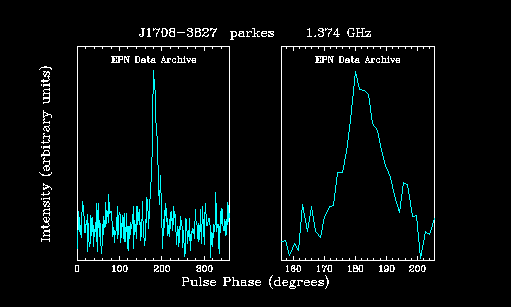 J1708-3827 parkes 1.374 GHz
EPN Data Archive EPN Data Archive
Intensity (arbitrary units)
0 100 200 300 160 170 180 190 200
Pulse Phase (degrees)